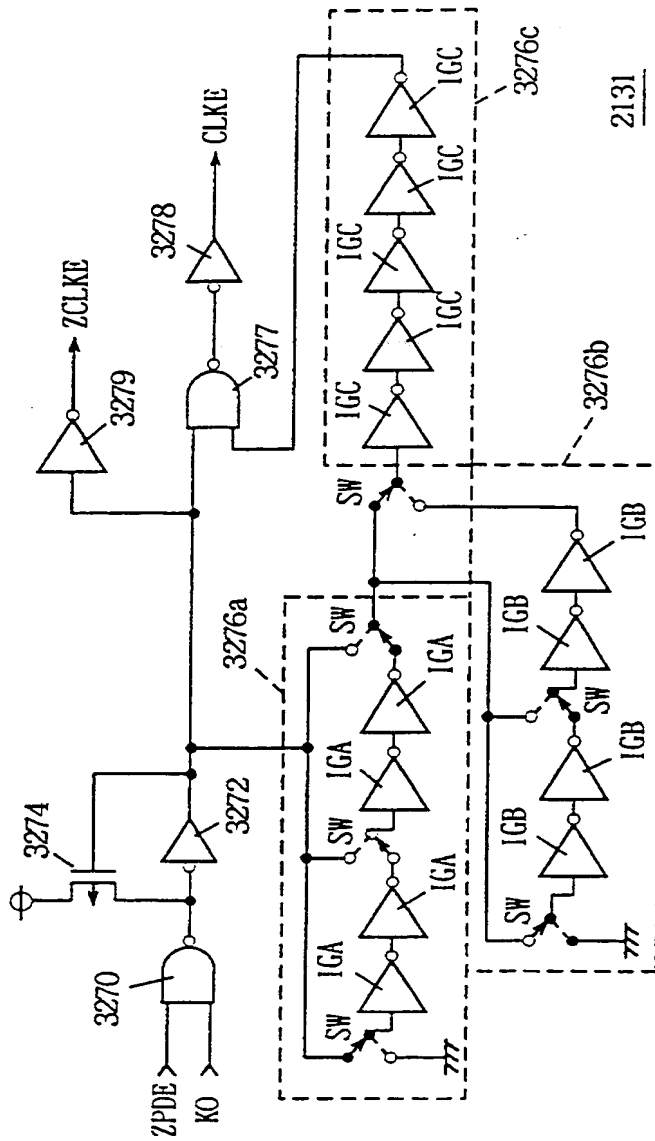 ZPDE
KO
3270
3274
3272
3279
ZCLKE
3277
3278
CLKE
3276a
SW
IGA
IGA
SW
IGA
IGA
SW
SW
IGC
IGC
IGC
IGC
IGC
3276c
SW
IGB
IGB
SW
IGB
IGB
3276b
2131